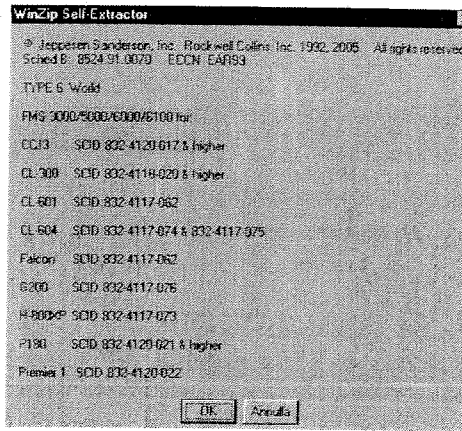 WinZip Self-Extractor
© Jeppesen Sanderson, Inc. Rockwell Collins Inc. 1992, 2005 All rights reserved
Sched B: 8524.91.0070 ECCN: EAR99
TYPE 6 World
FMS 3000/5000/6000/6100 for:
CCJ3 SCID 832-4120-017 & higher
CL-300 SCID 832-4118-020 & higher
CL-601 SCID 832-4117-062
CL-604 SCID 832-4117-074 & 832-4117-075
Falcon SCID 832-4117-062
G200 SCID 832-4117-076
H-800XP SCID 832-4117-073
P180 SCID 832-4120-021 & higher
Premier 1 SCID 832-4120-022
OK Annulla